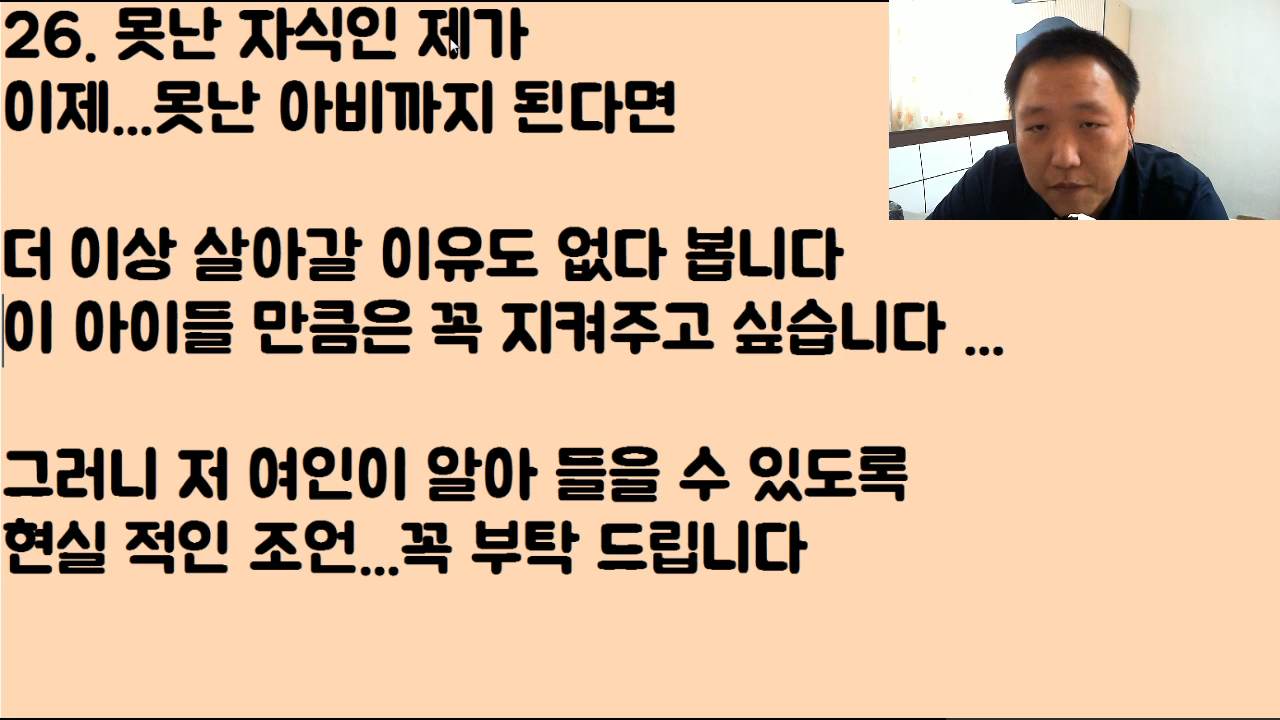 26. 못난 자식인 제가
이제...못난 아비까지 된다면
더 이상 살아갈 이유도 없다 봅니다
이 아이들 만큼은 꼭 지켜주고 싶습니다 ...
그러니 저 여인이 알아 들을 수 있도록
현실 적인 조언...꼭 부탁 드립니다